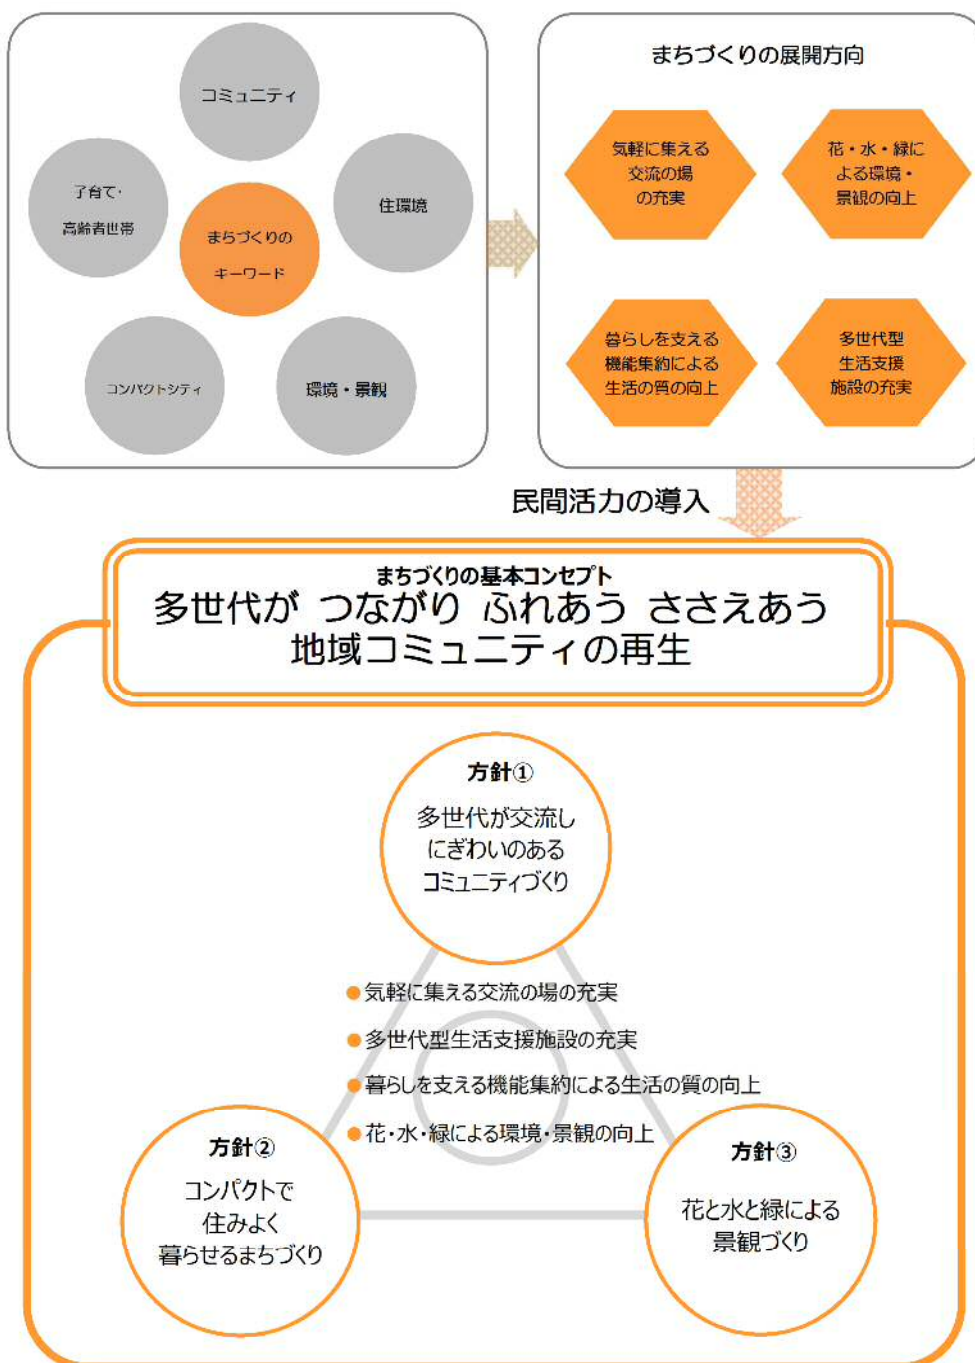 コミュニティ
子育て・
高齢者世帯
住環境
まちづくりの
キーワード
コンパクトシティ
環境・景観
まちづくりの展開方向
気軽に集える
交流の場
の充実
花・水・緑に
よる環境・
景観の向上
暮らしを支える
機能集約による
生活の質の向上
多世代型
生活支援
施設の充実
民間活力の導入
まちづくりの基本コンセプト
多世代が つながり ふれあう ささえあう
地域コミュニティの再生
方針①
多世代が交流し
にぎわいのある
コミュニティづくり
●気軽に集える交流の場の充実
●多世代型生活支援施設の充実
●暮らしを支える機能集約による生活の質の向上
●花・水・緑による環境・景観の向上
方針②
コンパクトで
住みよく
暮らせるまちづくり
方針③
花と水と緑による
景観づくり